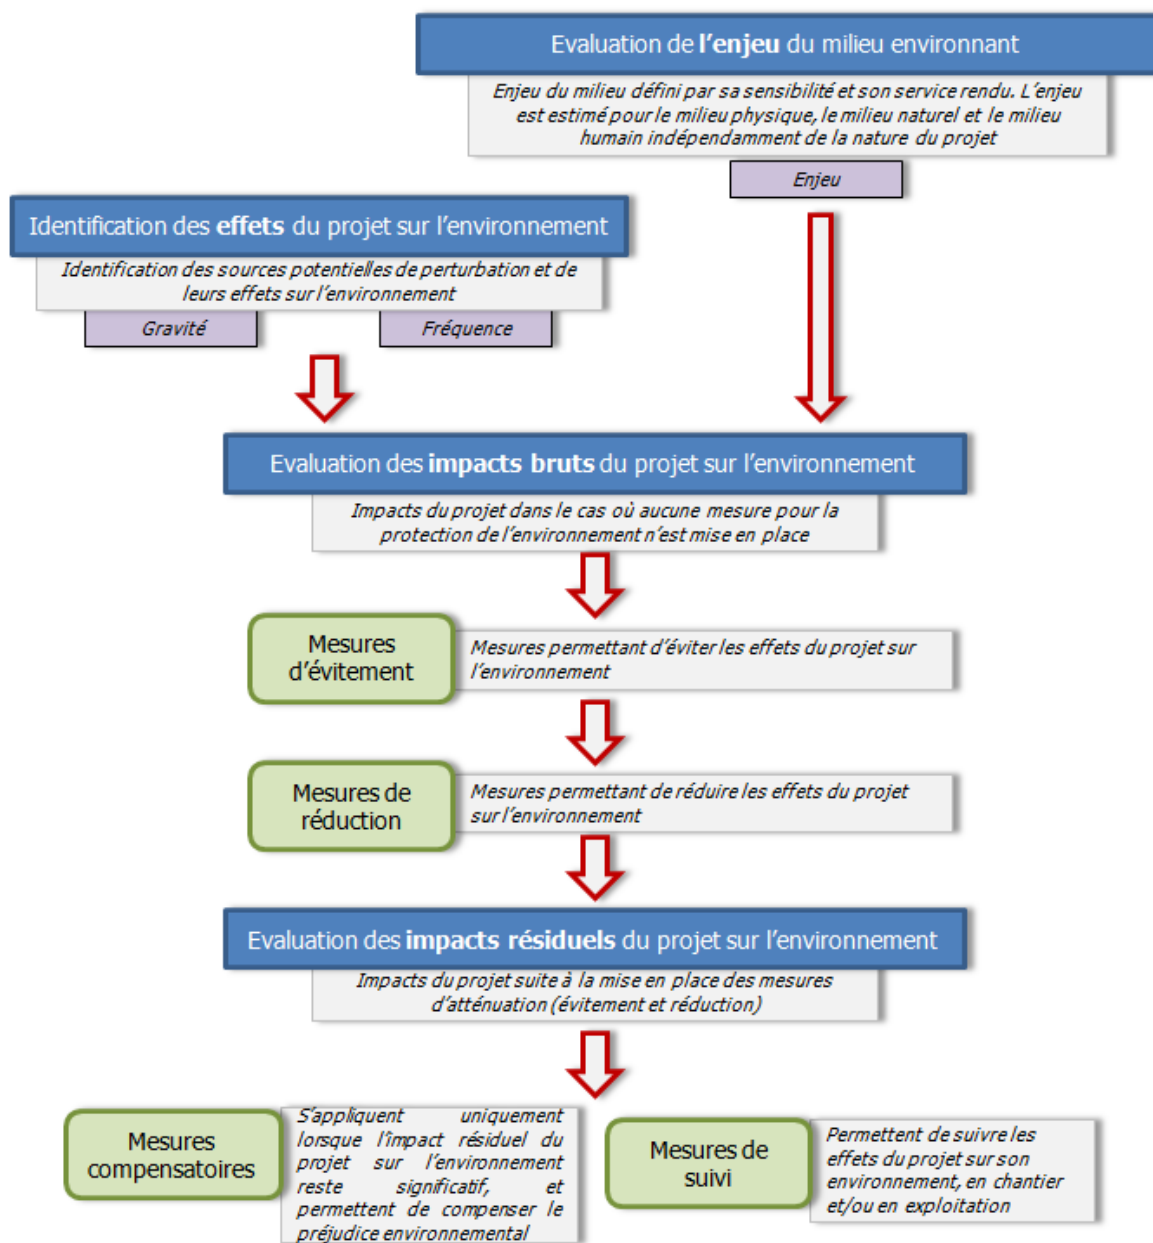 Evaluation de l'enjeu du milieu environnant
Enjeu du milieu défini par sa sensibilité et son service rendu. L'enjeu
est estimé pour le milieu physique, le milieu naturel et le milieu
humain indépendamment de la nature du projet
Enjeu
Identification des effets du projet sur l'environnement
Identification des sources potentielles de perturbation et de
leurs effets sur l'environnement
Gravité
Fréquence
Evaluation des impacts bruts du projet sur l'environnement
Impacts du projet dans le cas où aucune mesure pour la
protection de l'environnement n'est mise en place
Mesures
d'évitement
Mesures permettant d'éviter les effets du projet sur
l'environnement
Mesures de
réduction
Mesures permettant de réduire les effets du projet
sur l'environnement
Evaluation des impacts résiduels du projet sur l'environnement
Impacts du projet suite à la mise en place des mesures
d'atténuation (évitement et réduction)
Mesures
compensatoires
S'appliquent uniquement
lorsque l'impact résiduel du
projet sur l'environnement
reste significatif, et
permettent de compenser le
préjudice environnemental
Mesures de
suivi
Permettent de suivre les
effets du projet sur son
environnement, en chantier
et/ou en exploitation